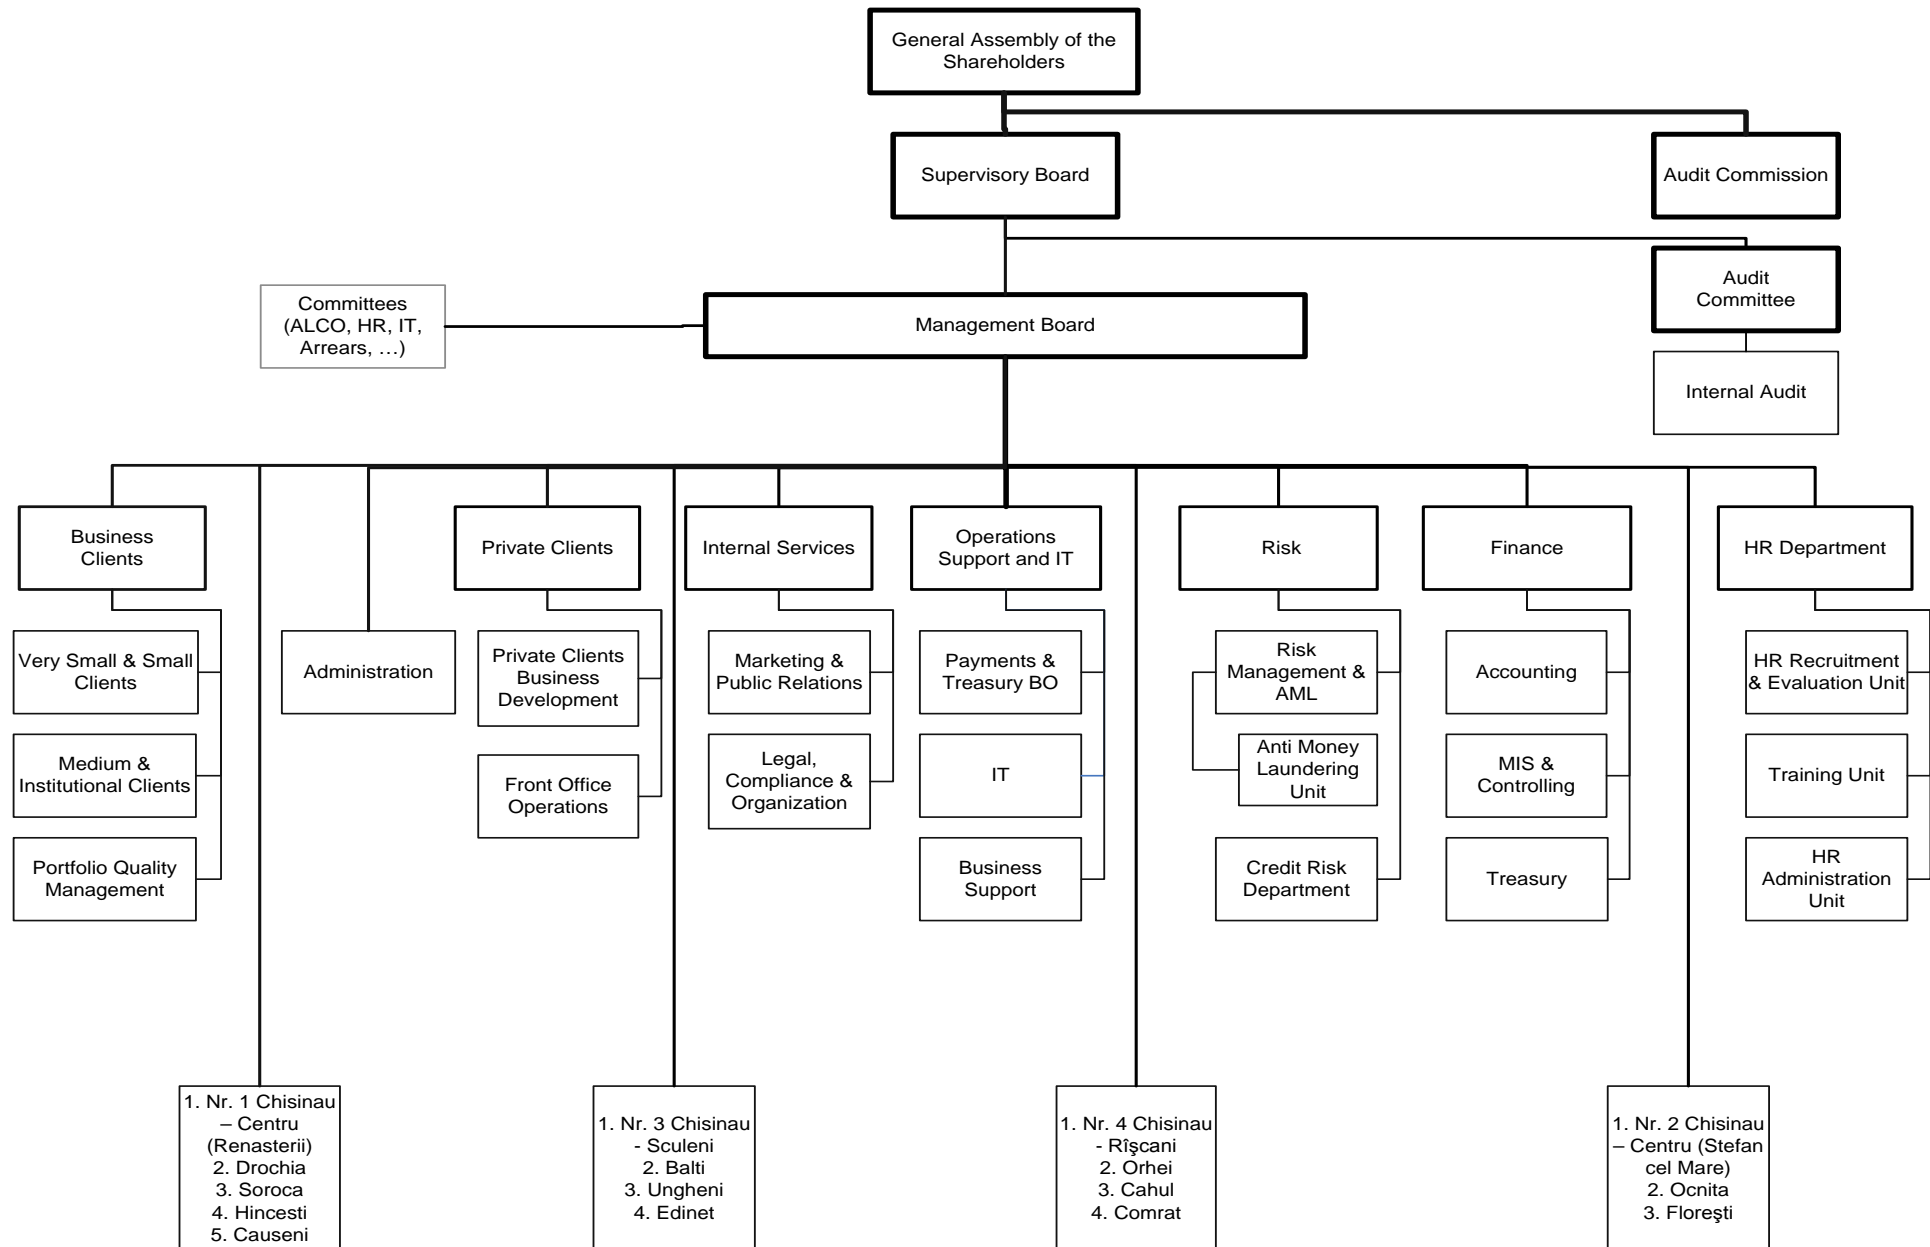 General Assembly of the
Shareholders
Supervisory Board
Audit Commission
Audit
Committee
Committees
(ALCO, HR, IT,
Arrears, …)
Management Board
Internal Audit
Business
Clients
Private Clients
Internal Services
Operations
Support and IT
Risk
Finance
HR Department
Very Small & Small
Clients
Administration
Private Clients
Business
Development
Marketing &
Public Relations
Payments &
Treasury BO
Risk
Management &
AML
Accounting
HR Recruitment
& Evaluation Unit
Medium &
Institutional Clients
Front Office
Operations
Legal,
Compliance &
Organization
IT
Anti Money
Laundering
Unit
MIS &
Controlling
Training Unit
Portfolio Quality
Management
Business
Support
Credit Risk
Department
Treasury
HR
Administration
Unit
1. Nr. 1 Chisinau
– Centru
(Renasterii)
2. Drochia
3. Soroca
4. Hincesti
5. Causeni
1. Nr. 3 Chisinau
- Sculeni
2. Balti
3. Ungheni
4. Edinet
1. Nr. 4 Chisinau
- Rîşcani
2. Orhei
3. Cahul
4. Comrat
1. Nr. 2 Chisinau
– Centru (Stefan
cel Mare)
2. Ocnita
3. Floreşti